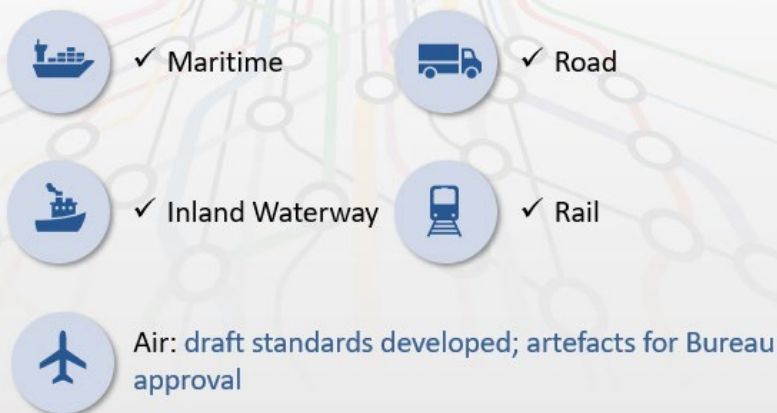 ✓ Maritime
✓ Road
✓ Inland Waterway
✓ Rail
Air: draft standards developed; artefacts for Bureau
approval